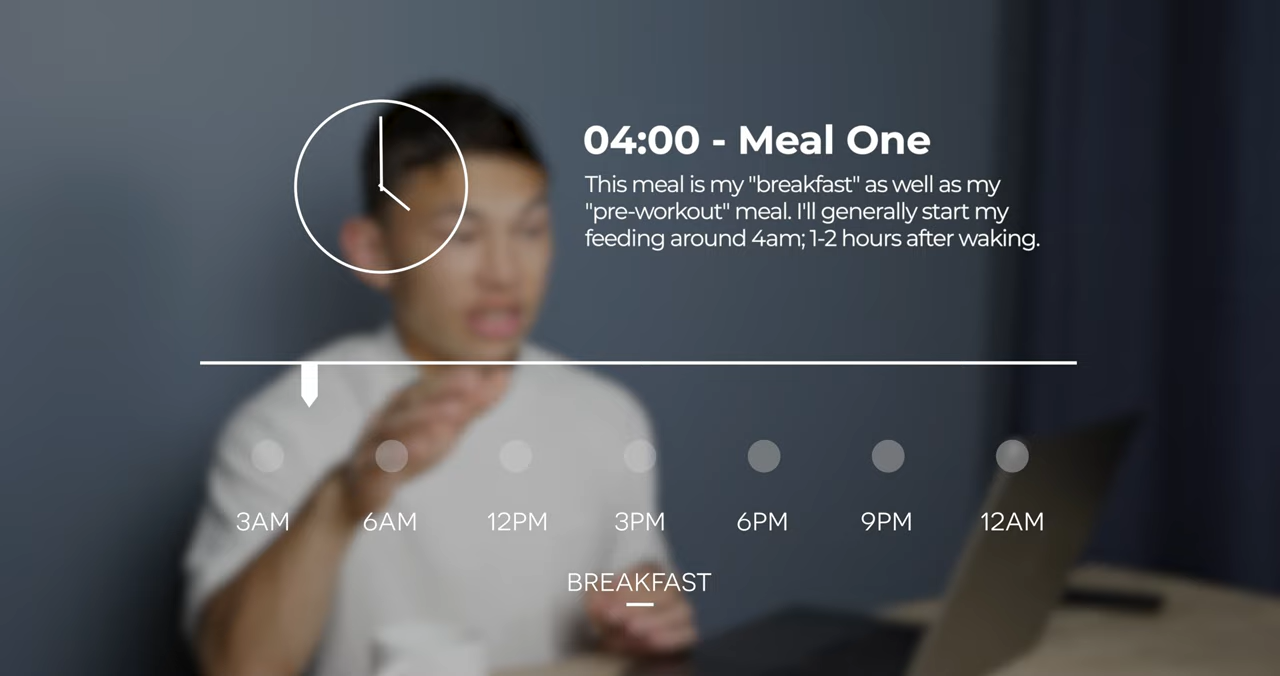 04:00 - Meal One
This meal is my "breakfast" as well as my
"pre-workout" meal. I'll generally start my
feeding around 4am; 1-2 hours after waking.
3AM 6AM 12PM 3PM 6PM 9PM 12AM
BREAKFAST